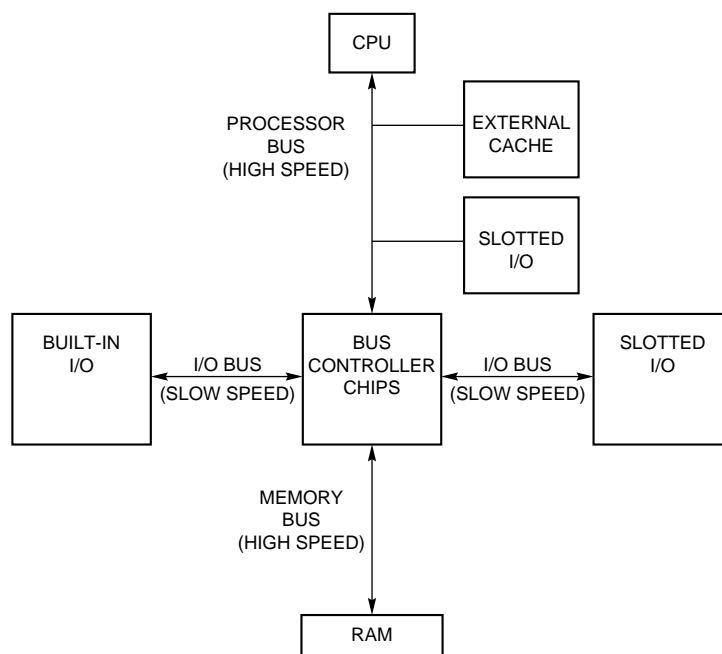 CPU
PROCESSOR
BUS
(HIGH SPEED)
EXTERNAL
CACHE
SLOTTED
I/O
BUILT-IN
I/O
I/O BUS
(SLOW SPEED)
BUS
CONTROLLER
CHIPS
I/O BUS
(SLOW SPEED)
SLOTTED
I/O
MEMORY
BUS
(HIGH SPEED)
RAM